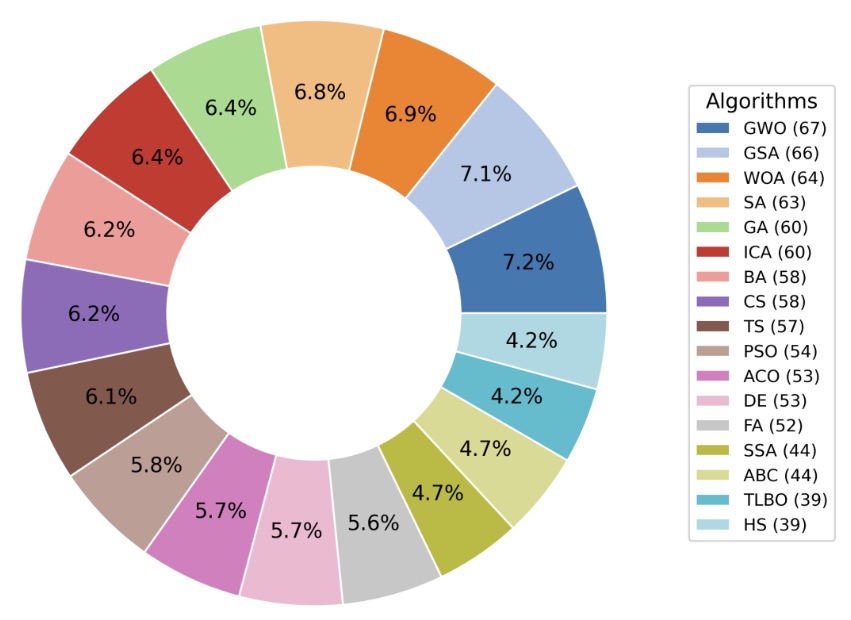 6.8%
6.4%
6.9%
6.4%
7.1%
6.2%
7.2%
6.2%
4.2%
6.1%
4.2%
5.8%
4.7%
5.7%
4.7%
5.7%
5.6%
Algorithms
GWO (67)
GSA (66)
WOA (64)
SA (63)
GA (60)
ICA (60)
BA (58)
CS (58)
TS (57)
PSO (54)
ACO (53)
DE (53)
FA (52)
SSA (44)
ABC (44)
TLBO (39)
HS (39)